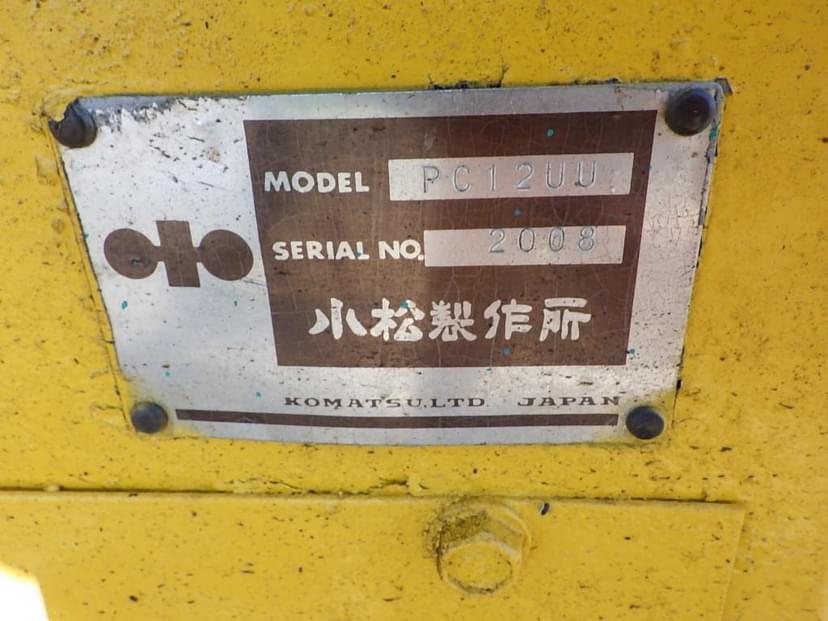 MODEL PC12UU
SERIAL NO. 2008
小松製作所
KOMATSU.LTD JAPAN